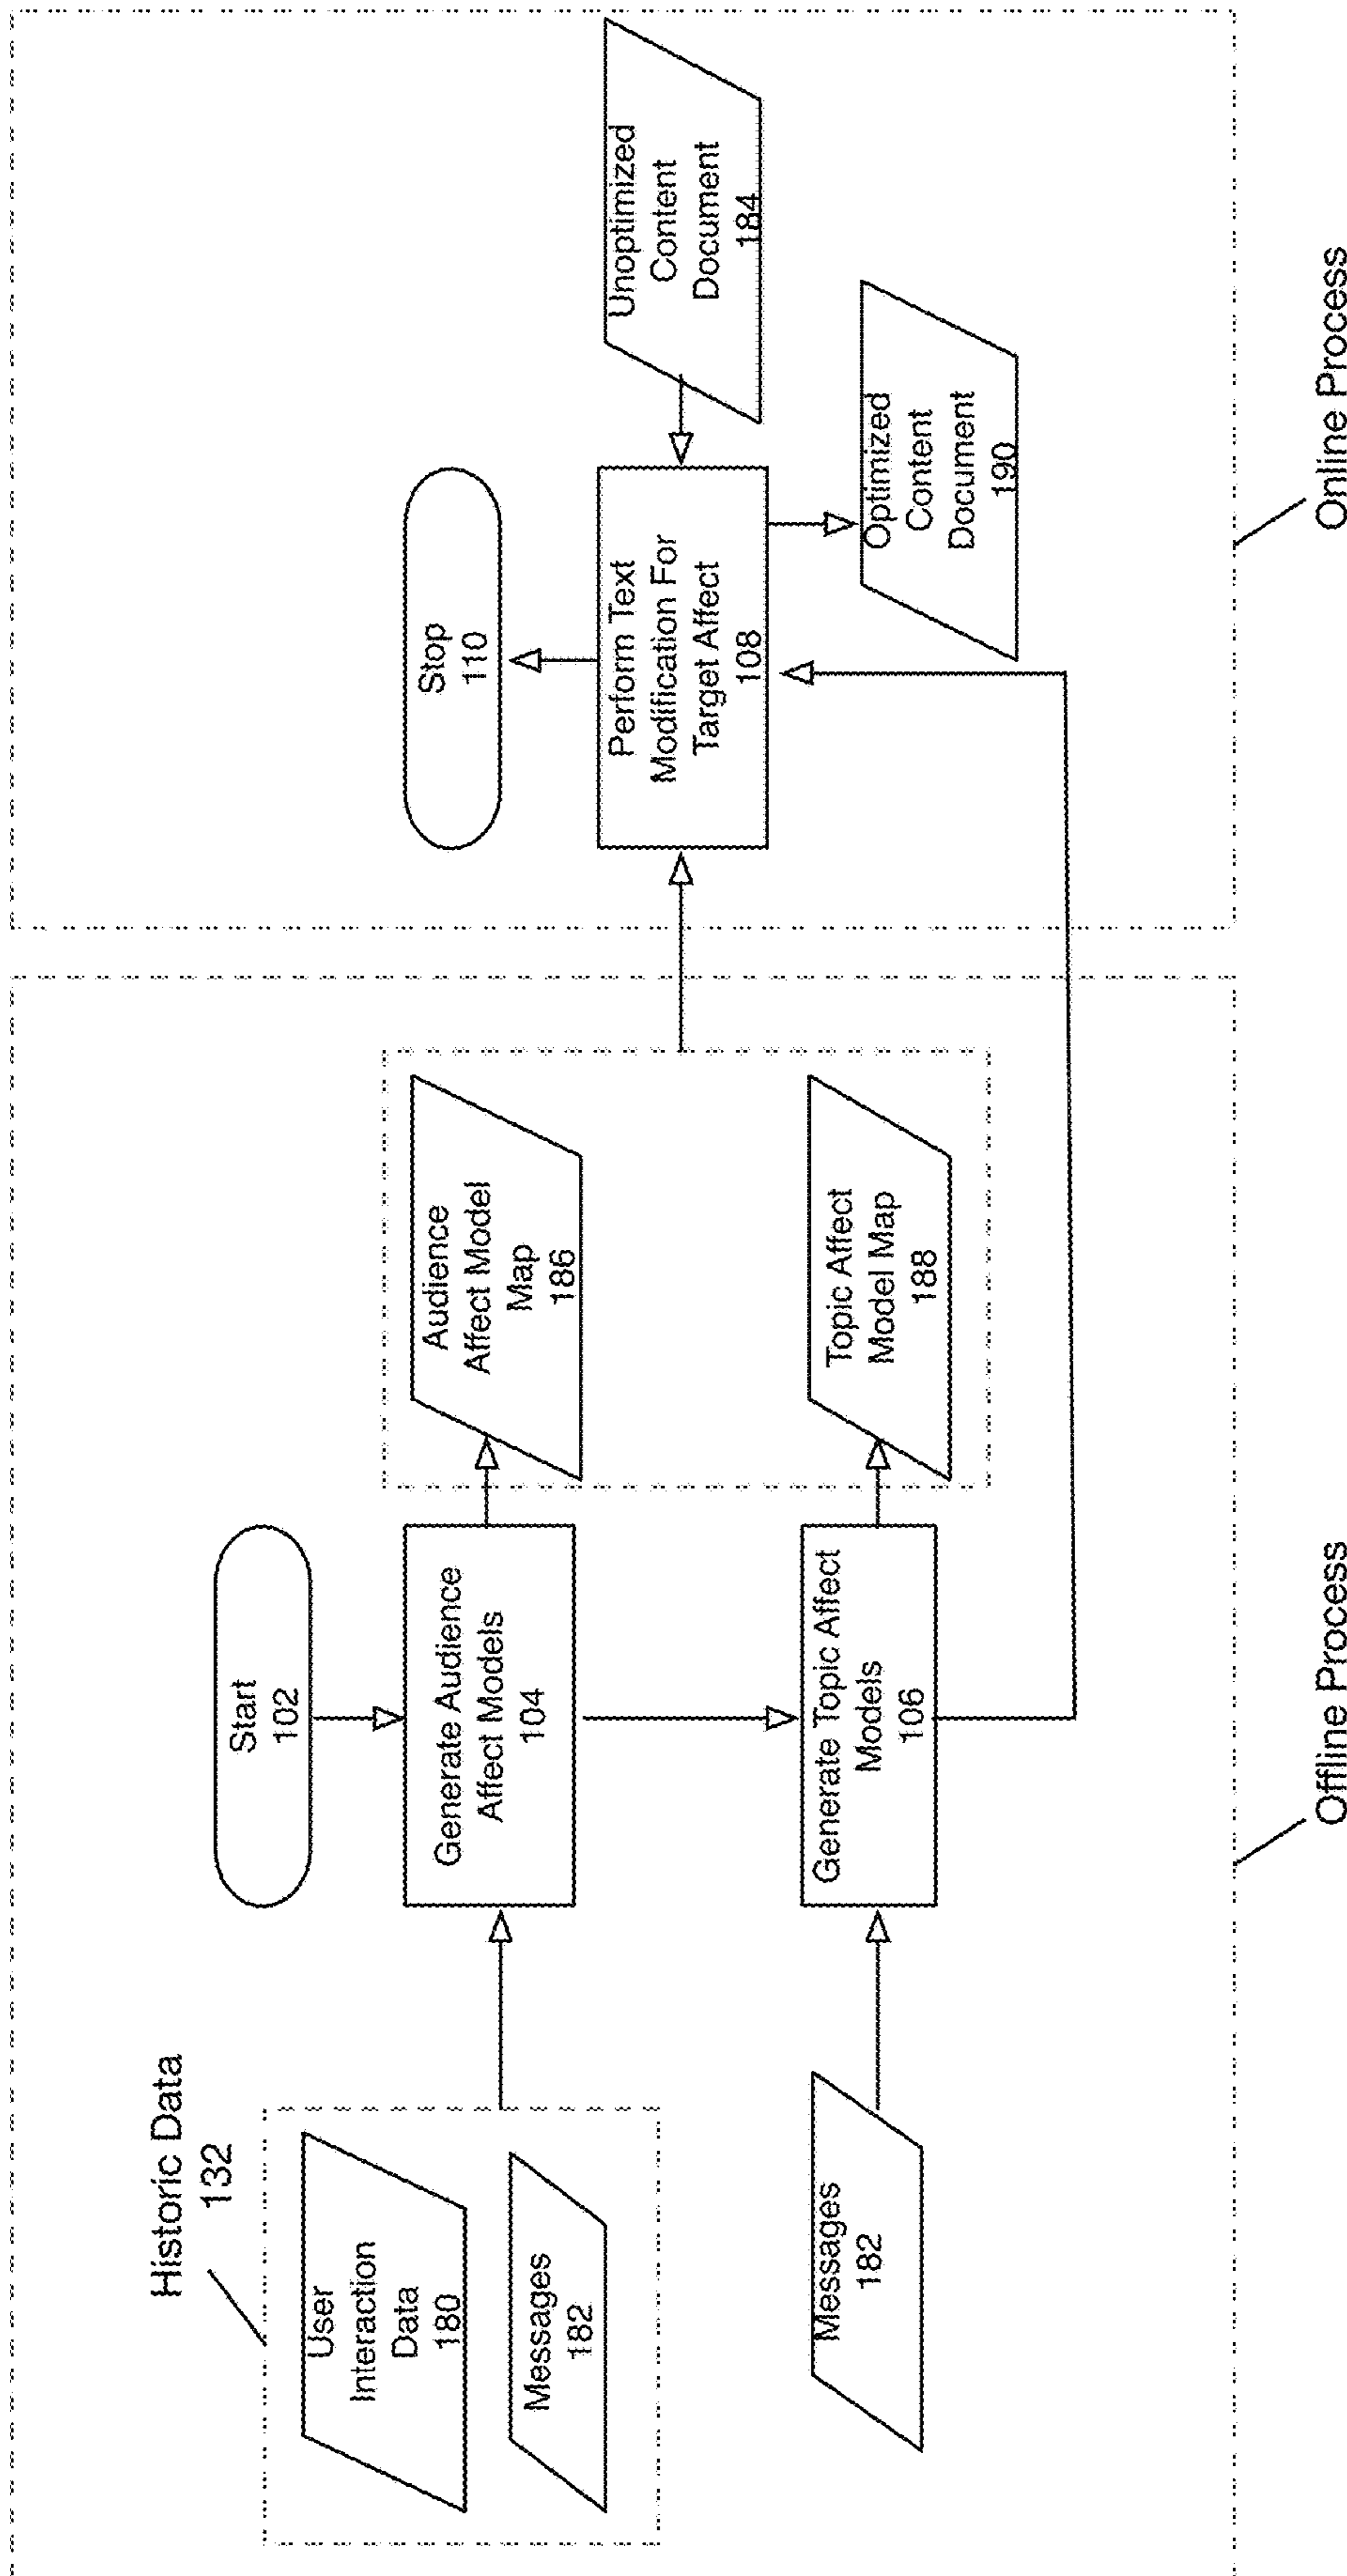 Historic Data
132
User
Interaction
Data
180
Messages
182
Messages
182
Start
102
Generate Audience
Affect Models
104
Generate Topic Affect
Models
106
Audience
Affect Model
Map
186
Topic Affect
Model Map
188
Offline Process
Stop
110
Perform Text
Modification For
Target Affect
108
Unoptimized
Content
Document
184
Optimized
Content
Document
190
Online Process